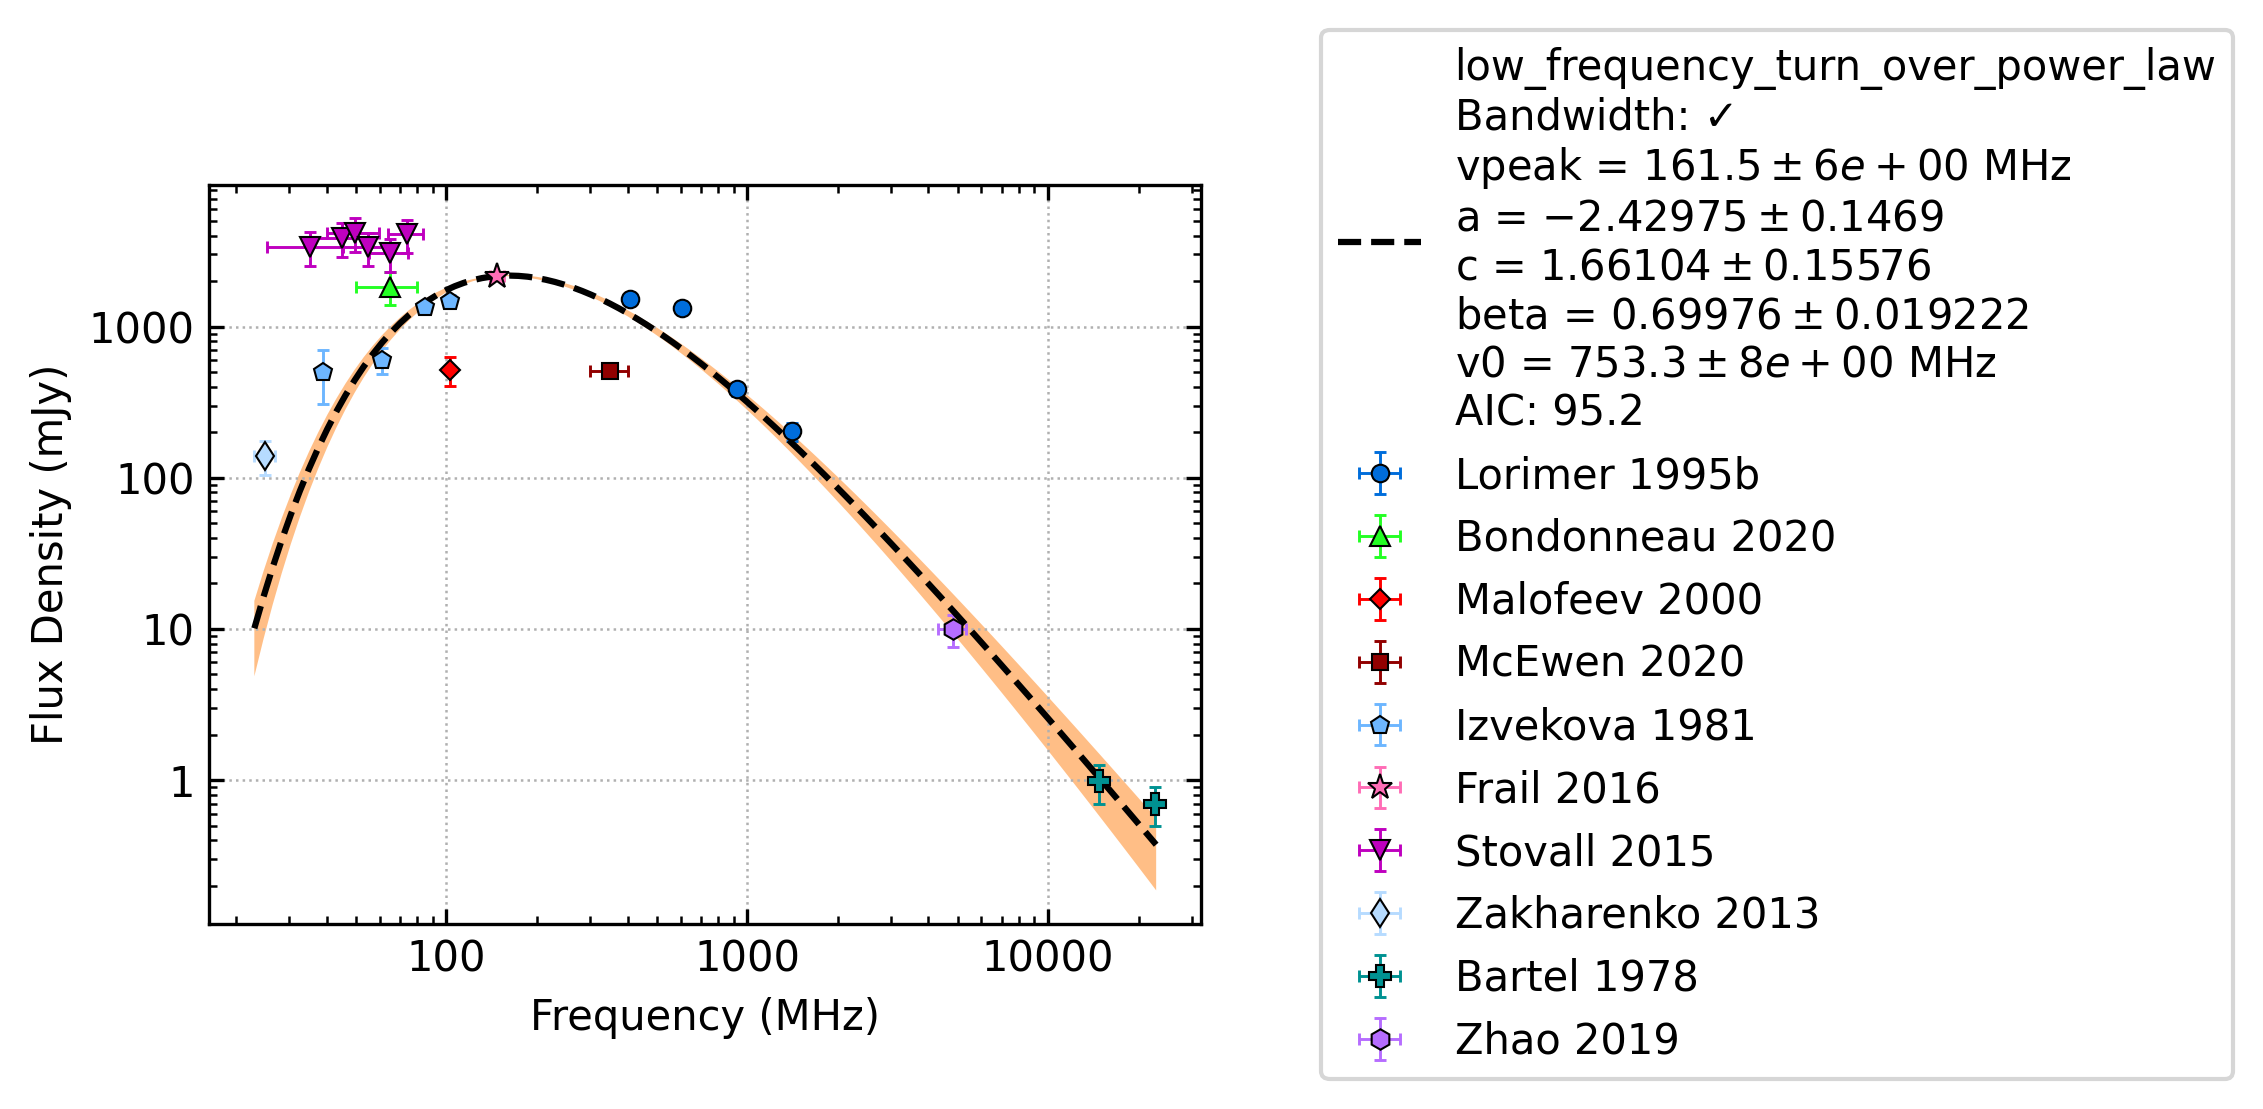 low_frequency_turn_over_power_law
Bandwidth: ✓
vpeak = 161.5 ± 6e + 00 MHz
a = −2.42975 ± 0.1469
c = 1.66104 ± 0.15576
beta = 0.69976 ± 0.019222
v0 = 753.3 ± 8e + 00 MHz
AIC: 95.2
Lorimer 1995b
Bondonneau 2020
Malofeev 2000
McEwen 2020
Izvekova 1981
Frail 2016
Stovall 2015
Zakharenko 2013
Bartel 1978
Zhao 2019
Flux Density (mJy)
1000
100
10
1
100
1000
10000
Frequency (MHz)